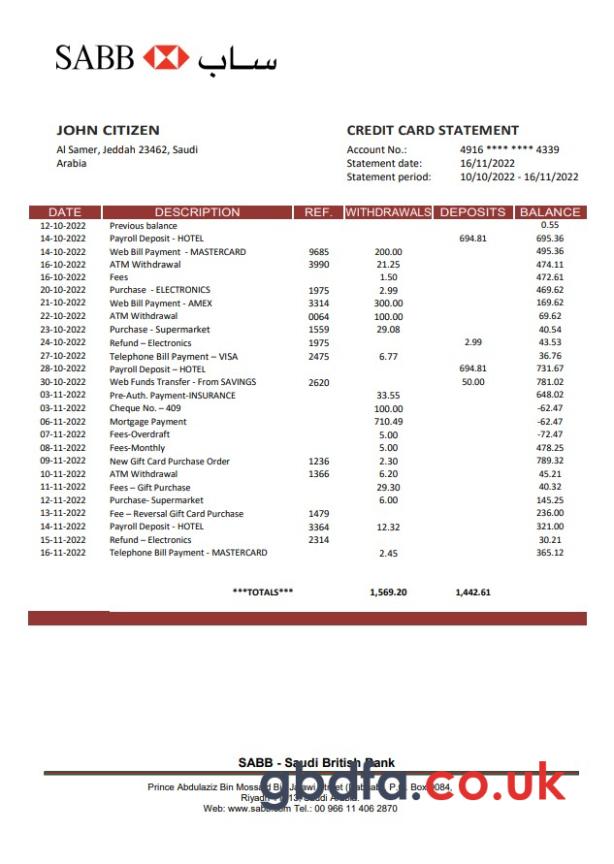 SABB ساب
JOHN CITIZEN
Al Samer, Jeddah 23462, Saudi
Arabia
CREDIT CARD STATEMENT
Account No.: 4916 **** **** 4339
Statement date: 16/11/2022
Statement period: 10/10/2022 - 16/11/2022
DATE DESCRIPTION REF. WITHDRAWALS DEPOSITS BALANCE
12-10-2022 Previous balance 0.55
14-10-2022 Payroll Deposit - HOTEL 694.81 695.36
14-10-2022 Web Bill Payment - MASTERCARD 9685 200.00 495.36
16-10-2022 ATM Withdrawal 3990 21.25 474.11
16-10-2022 Fees 1.50 472.61
20-10-2022 Purchase - ELECTRONICS 1975 2.99 469.62
21-10-2022 Web Bill Payment - AMEX 3314 300.00 169.62
22-10-2022 ATM Withdrawal 0064 100.00 69.62
23-10-2022 Purchase - Supermarket 1559 29.08 40.54
24-10-2022 Refund – Electronics 1975 2.99 43.53
27-10-2022 Telephone Bill Payment – VISA 2475 6.77 36.76
28-10-2022 Payroll Deposit – HOTEL 694.81 731.67
30-10-2022 Web Funds Transfer - From SAVINGS 2620 50.00 781.02
03-11-2022 Pre-Auth. Payment-INSURANCE 33.55 648.02
03-11-2022 Cheque No. – 409 100.00 -62.47
06-11-2022 Mortgage Payment 710.49 -62.47
07-11-2022 Fees-Overdraft 5.00 -72.47
08-11-2022 Fees-Monthly 5.00 478.25
09-11-2022 New Gift Card Purchase Order 1236 2.30 789.32
10-11-2022 ATM Withdrawal 1366 6.20 45.21
11-11-2022 Fees – Gift Purchase 29.30 40.32
12-11-2022 Purchase- Supermarket 6.00 145.25
13-11-2022 Fee – Reversal Gift Card Purchase 1479 236.00
14-11-2022 Payroll Deposit - HOTEL 3364 12.32 321.00
15-11-2022 Refund – Electronics 2314 30.21
16-11-2022 Telephone Bill Payment - MASTERCARD 2.45 365.12
***TOTALS*** 1,569.20 1,442.61
SABB - Saudi British Bank
gbdfa.co.uk
Prince Abdulaziz Bin Street P.O. Box
Saudi Arabia.
Web: Tel.: 00 966 11 406 2870